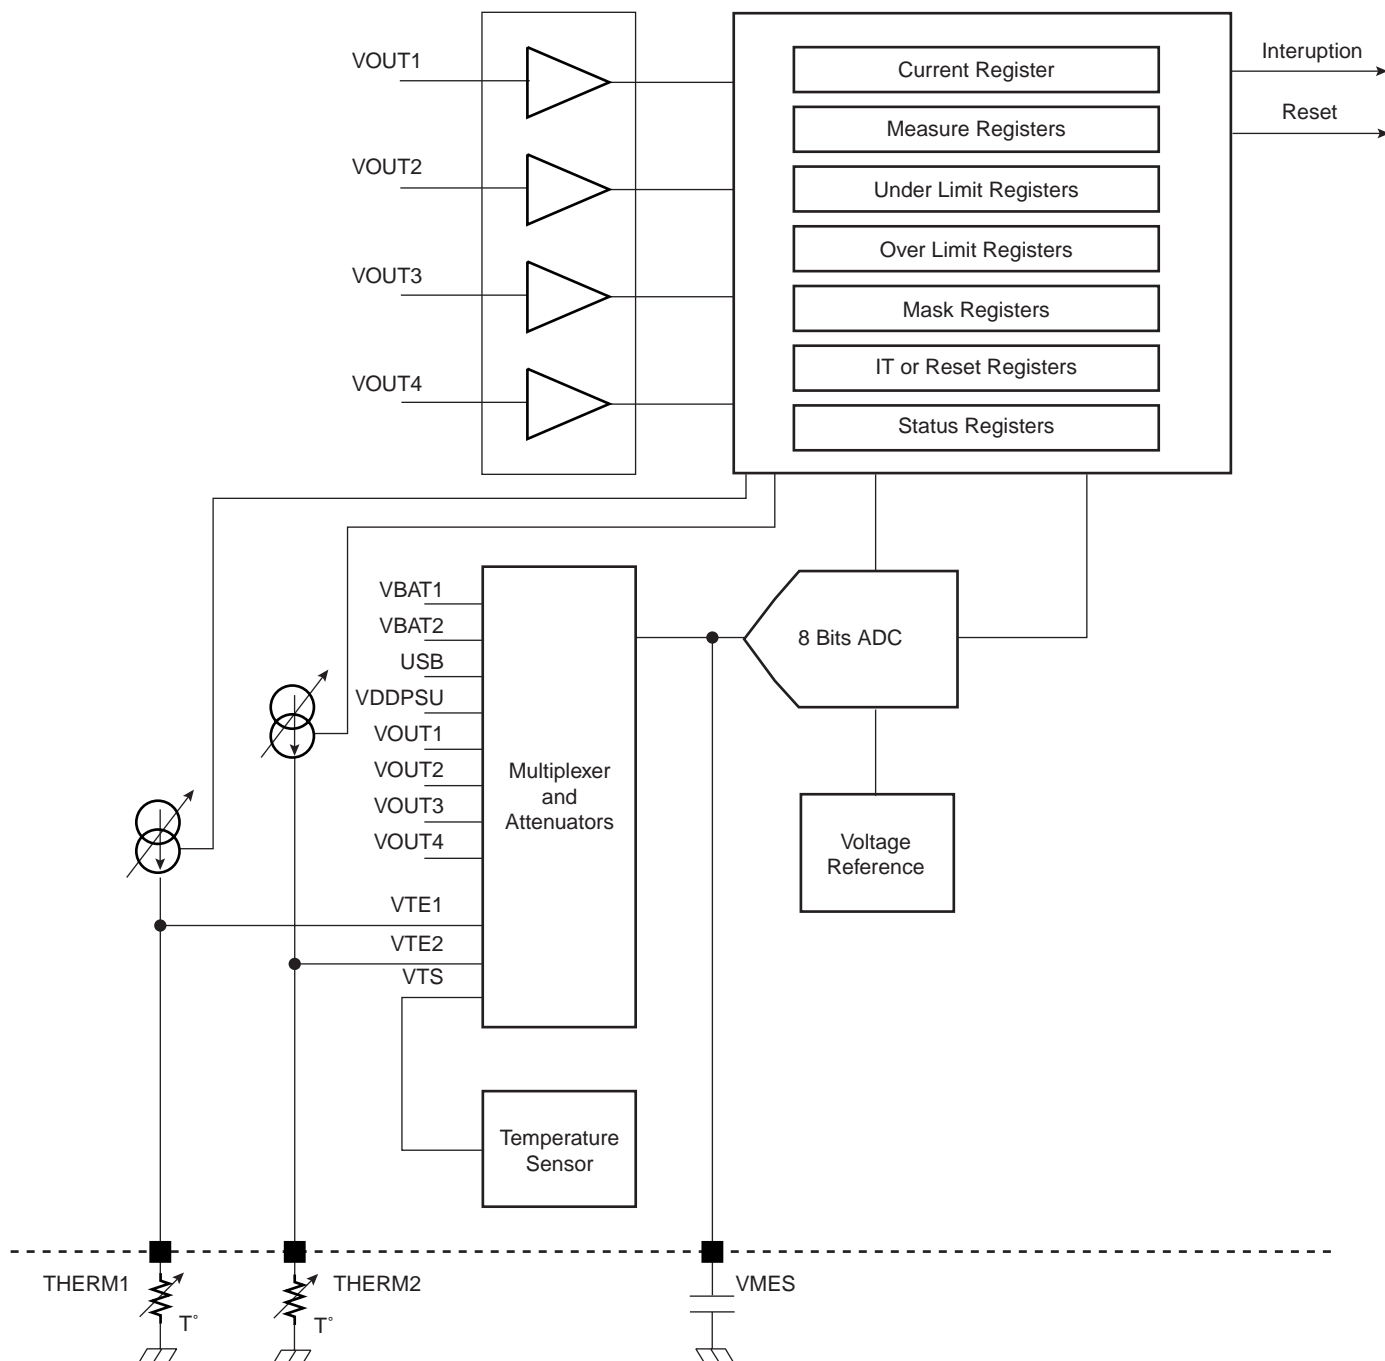 VOUT1
VOUT2
VOUT3
VOUT4
Current Register
Measure Registers
Under Limit Registers
Over Limit Registers
Mask Registers
IT or Reset Registers
Status Registers
Interuption
Reset
VBAT1
VBAT2
USB
VDDPSU
VOUT1
VOUT2
VOUT3
VOUT4
VTE1
VTE2
VTS
Multiplexer
and
Attenuators
8 Bits ADC
Voltage
Reference
Temperature
Sensor
THERM1
T°
THERM2
T°
VMES